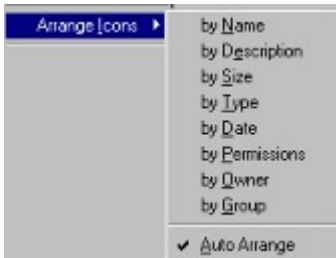 Arrange Icons
by Name
by Description
by Size
by Type
by Date
by Permissions
by Owner
by Group
Auto Arrange